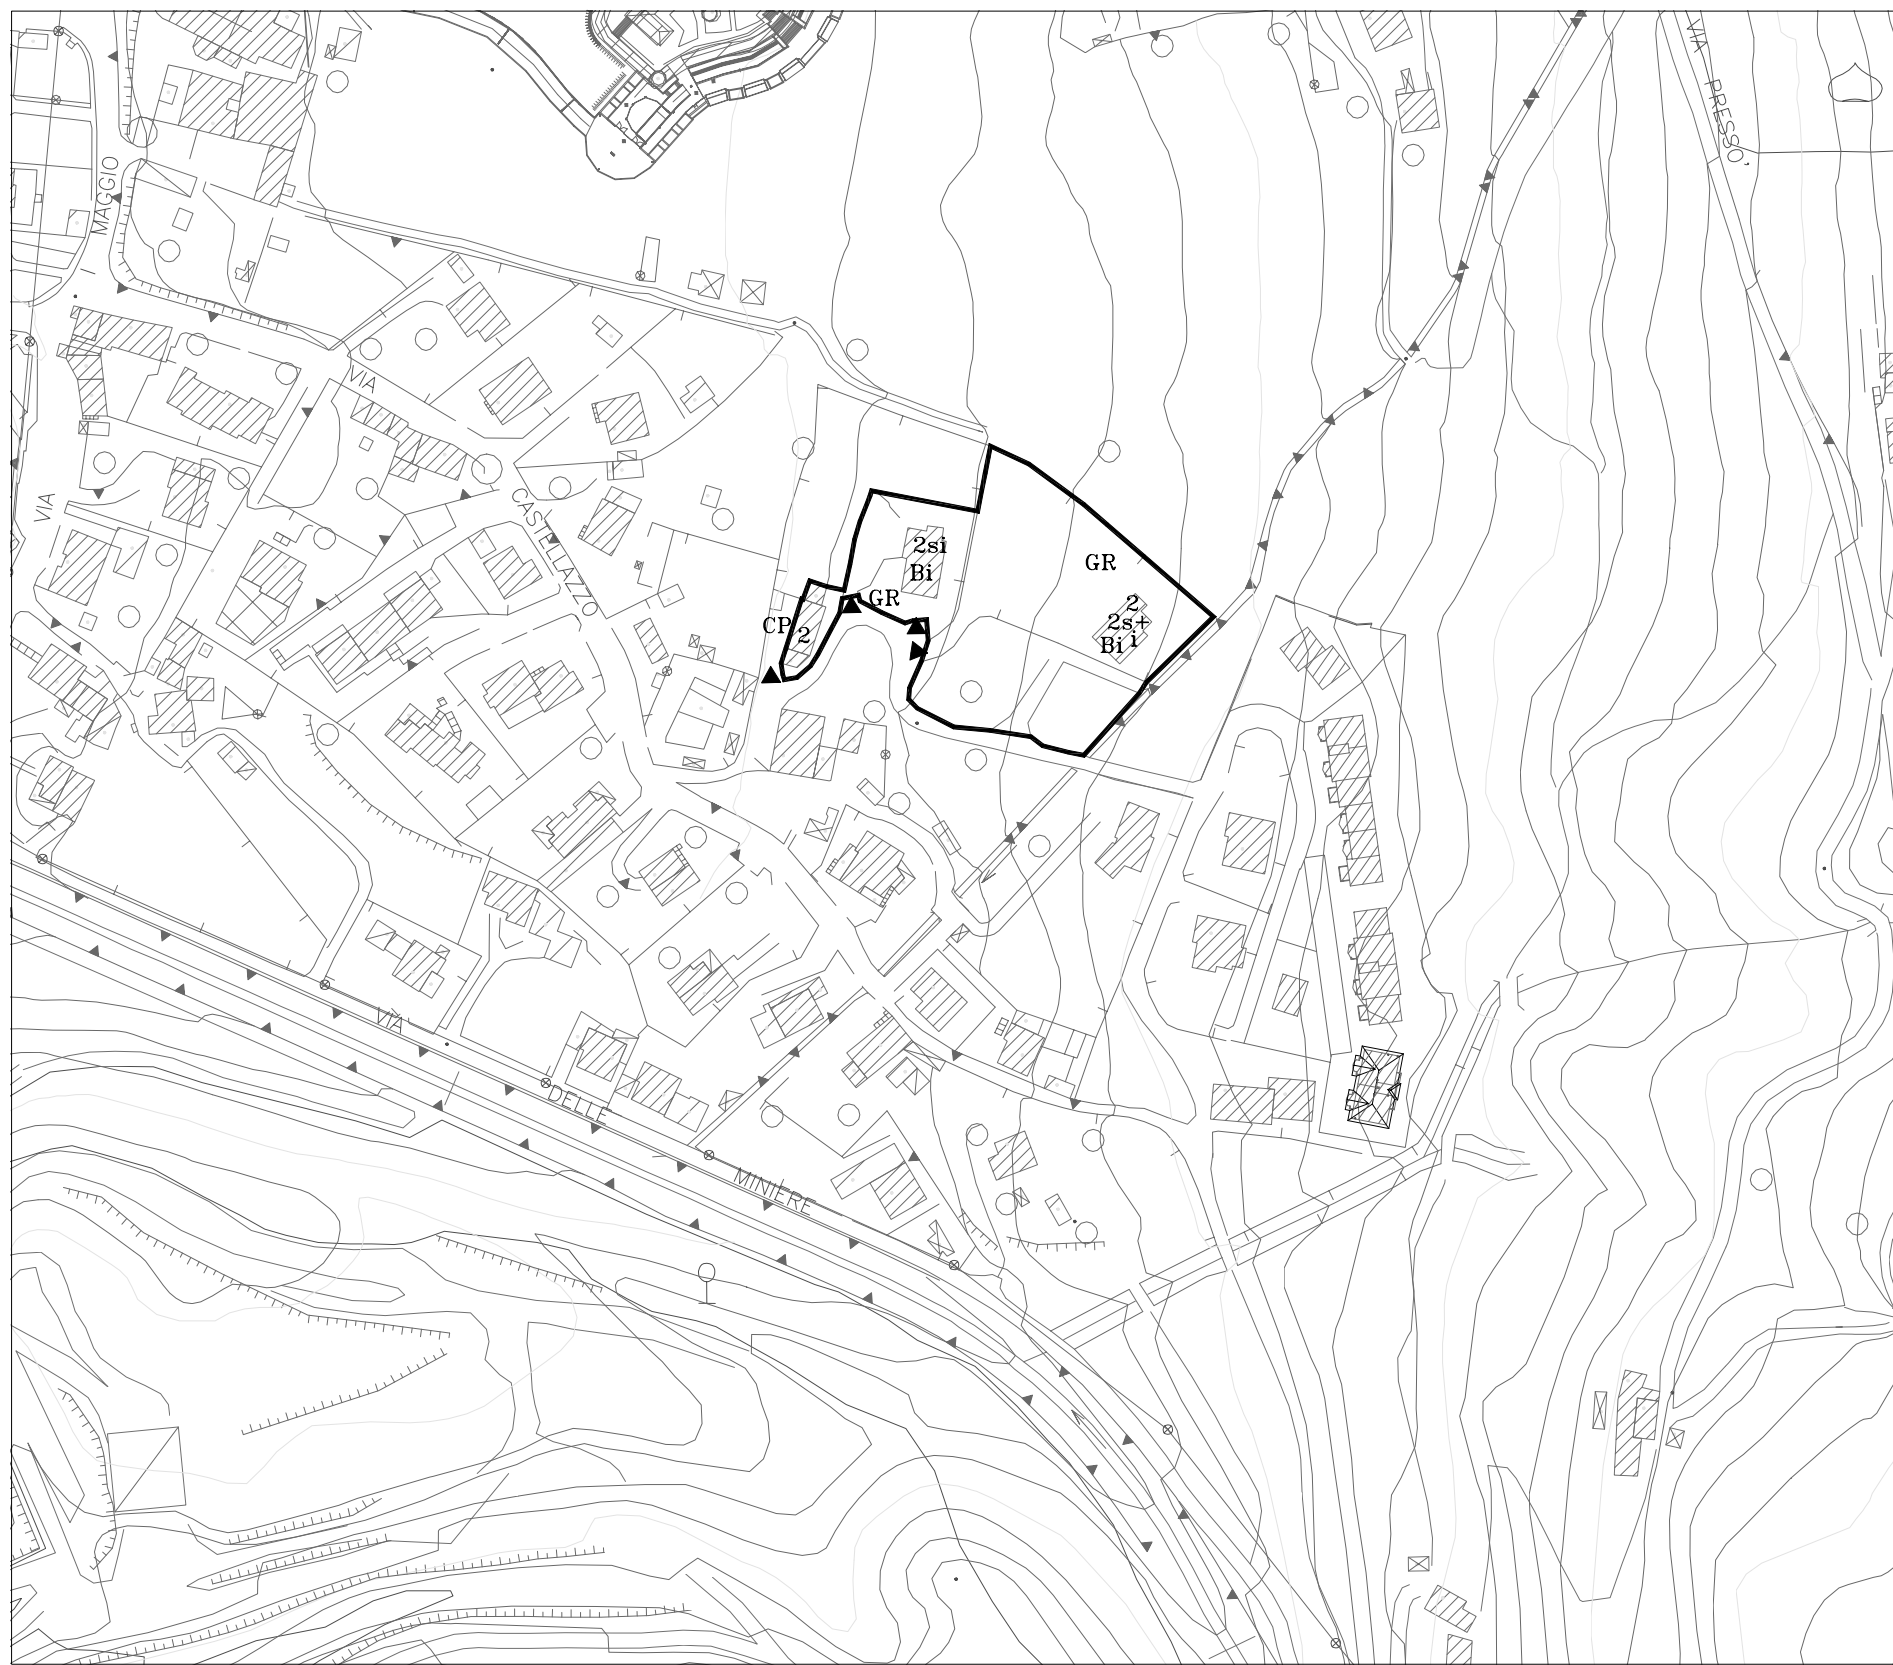 VIA PRESSO'
MAGGIO
VIA
VIA
CASTELLAZZO
2si
Bi
GR
GR
CP
2
2
2s+
Bi i
VIA
DELLE
MINIERE